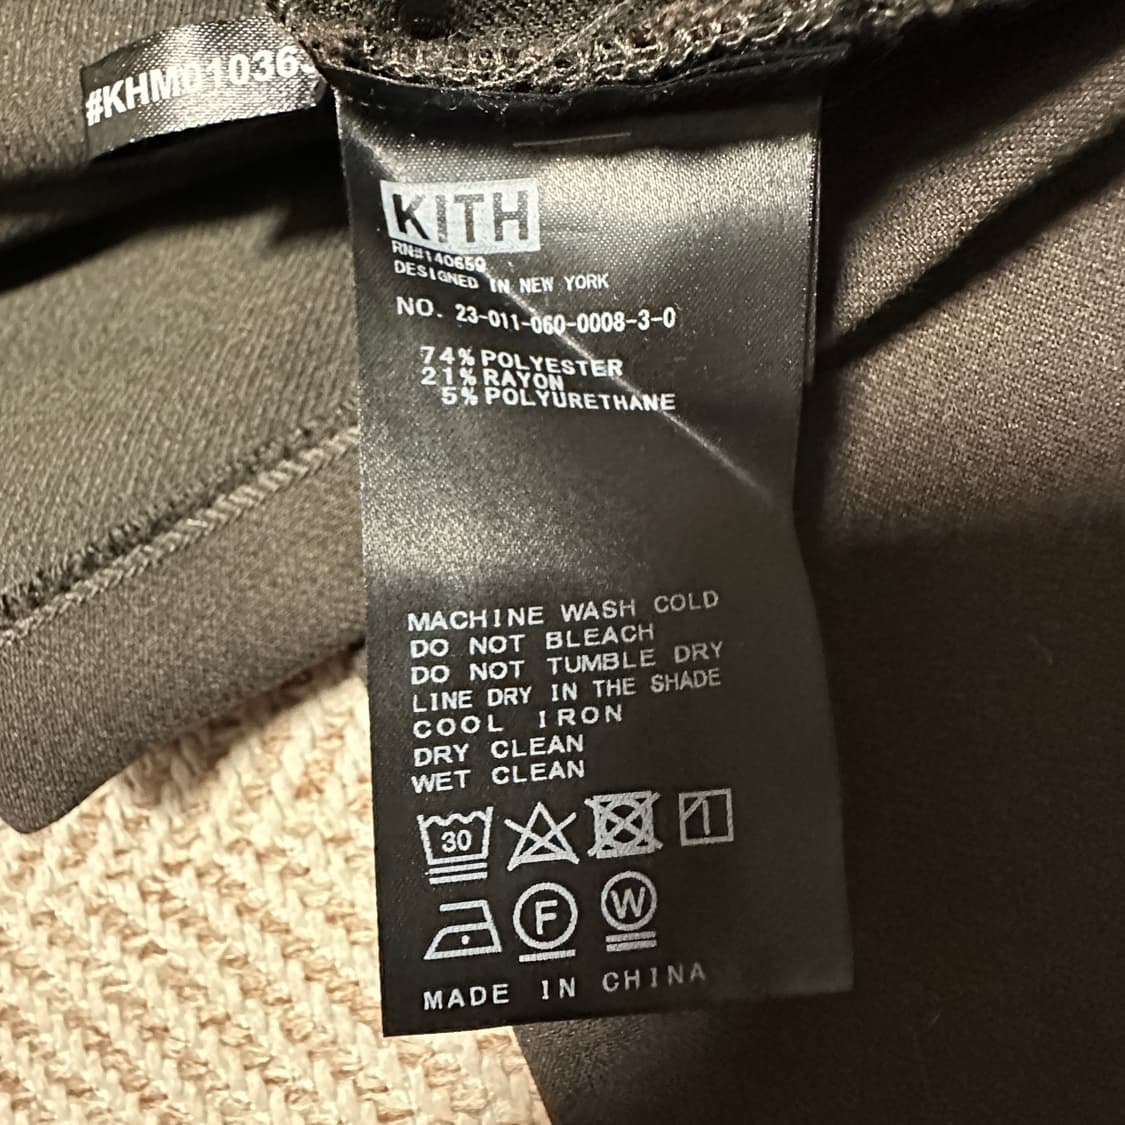 KITH
RN#140659
DESIGNED IN NEW YORK
NO. 23-011-060-0008-3-0
74% POLYESTER
21% RAYON
5% POLYURETHANE
MACHINE WASH COLD
DO NOT BLEACH
DO NOT TUMBLE DRY
LINE DRY IN THE SHADE
COOL IRON
DRY CLEAN
WET CLEAN
30
F W
MADE IN CHINA